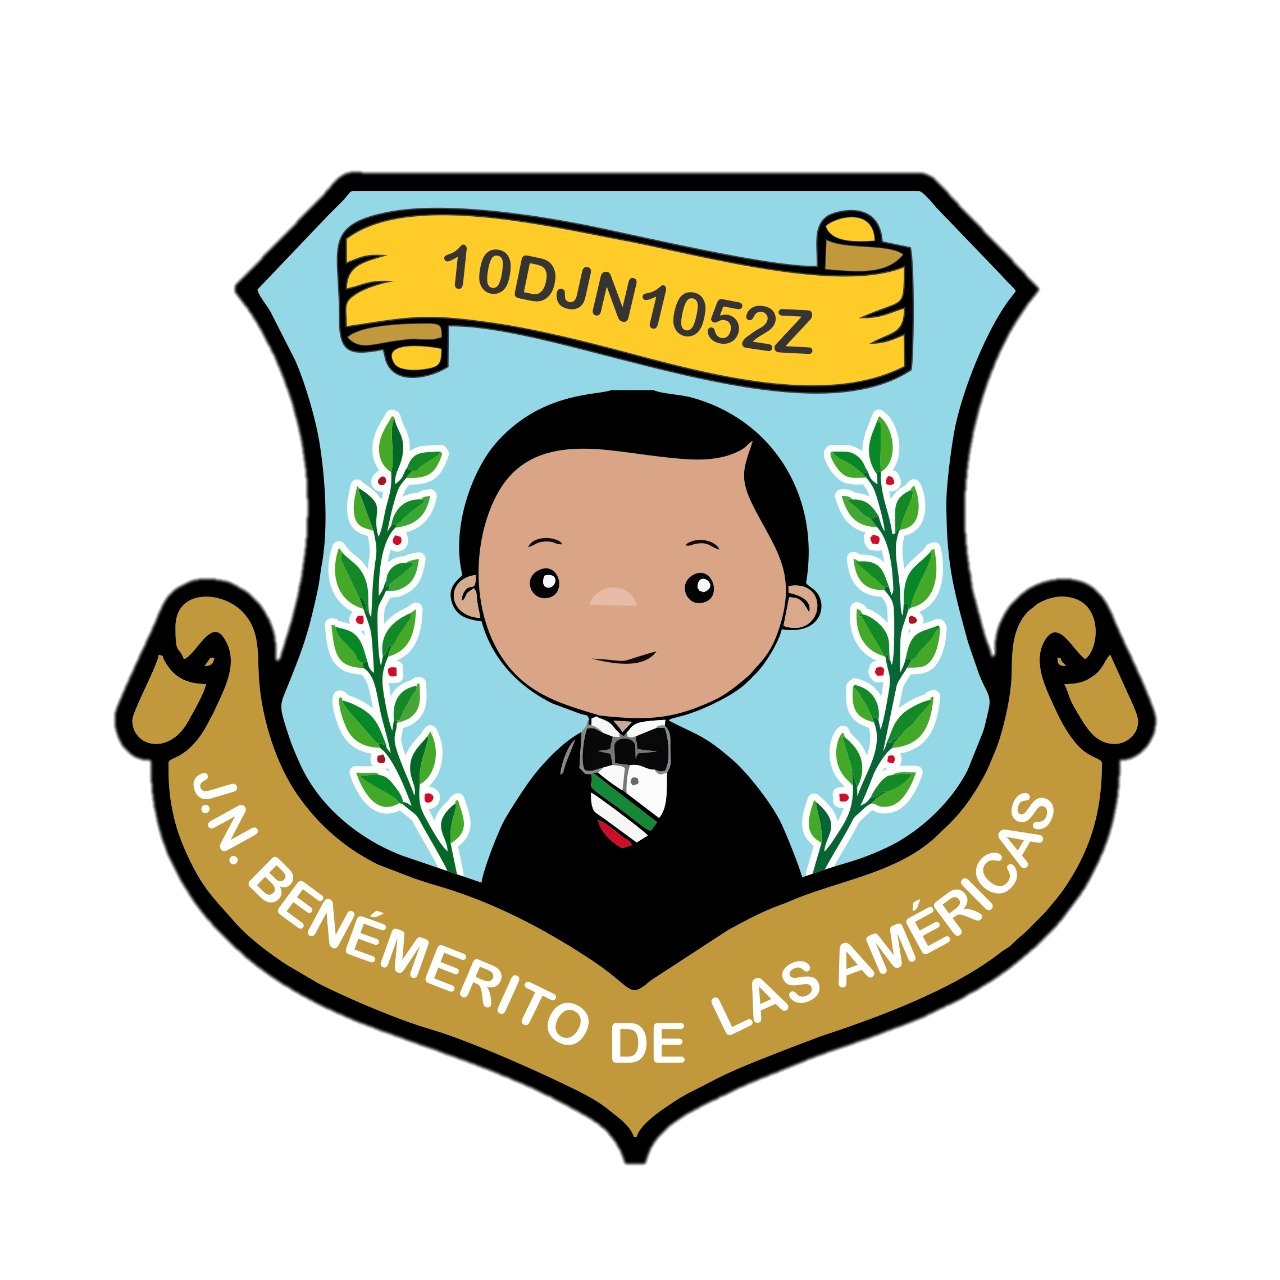 10DJN1052Z
J.N. BENÉMERITO DE LAS AMÉRICAS